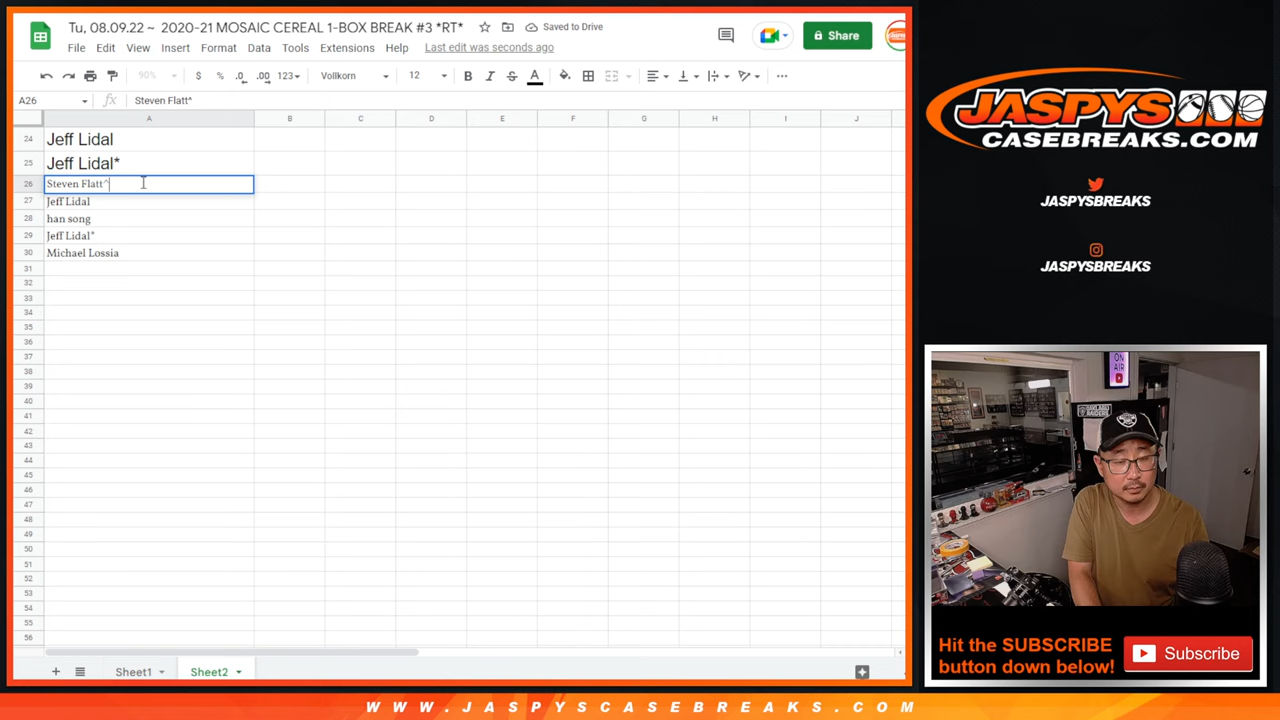 Tu, 08.09.22 ~ 2020-21 MOSAIC CEREAL 1-BOX BREAK #3 *RT*
Saved to Drive
File Edit View Insert Format Data Tools Extensions Help Last edit was seconds ago
Share
90% $ % .0 .00 123 Vollkorn 12 B I S A
A26 fx Steven Flatt^
A B C D E F G H I J
24 Jeff Lidal
25 Jeff Lidal*
26 Steven Flatt^
27 Jeff Lidal
28 han song
29 Jeff Lidal*
30 Michael Lossia
31
32
33
34
35
36
37
38
39
40
41
42
43
44
45
46
47
48
49
50
51
52
53
54
55
56
Sheet1 Sheet2
JASPYS
CASEBREAKS.COM
JASPYSBREAKS
JASPYSBREAKS
ON
AIR
OAKLAND
RAIDERS
Hit the SUBSCRIBE
button down below!
Subscribe
WWW.JASPYSCASEBREAKS.COM